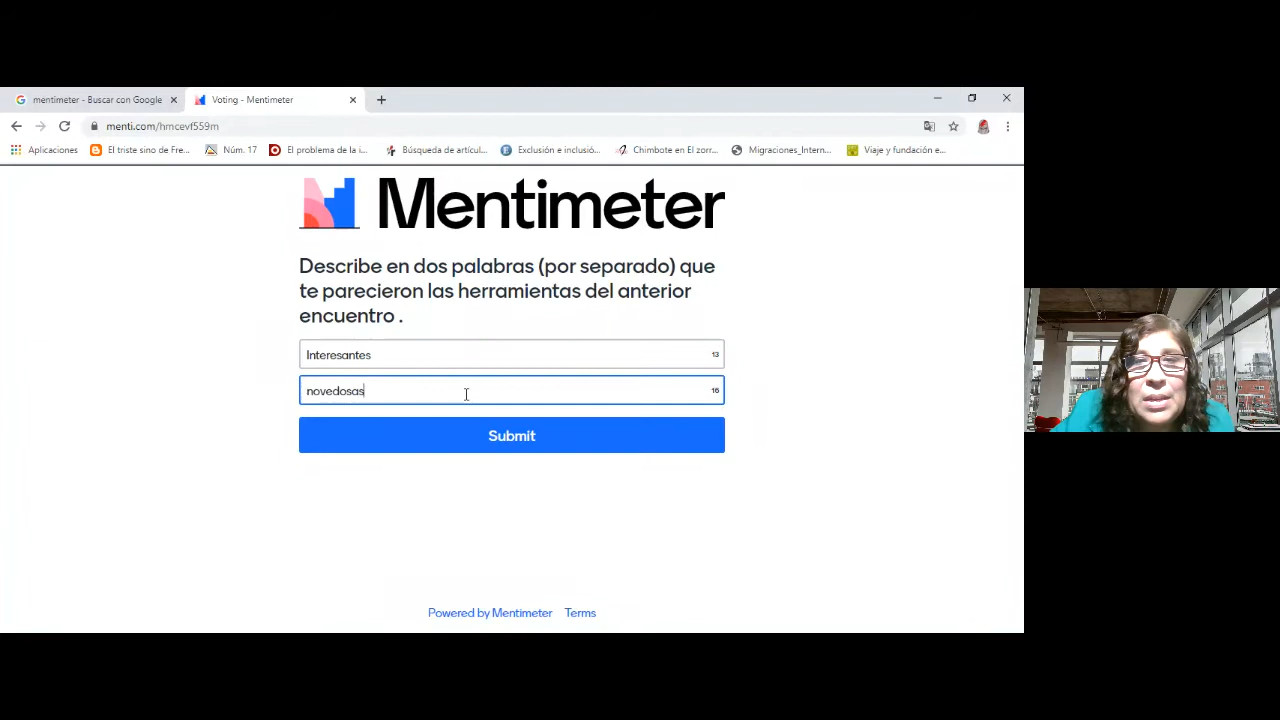 mentimeter - Buscar con Google
Voting - Mentimeter
menti.com/hmcevf559m
Aplicaciones
El triste sino de Fre...
Núm. 17
El problema de la i...
Búsqueda de artícul...
Exclusión e inclusió...
Chimbote en El zorr...
Migraciones_Intern...
Viaje y fundación e...
Mentimeter
Describe en dos palabras (por separado) que
te parecieron las herramientas del anterior
encuentro .
Interesantes
13
novedosas
16
Submit
Powered by Mentimeter
Terms